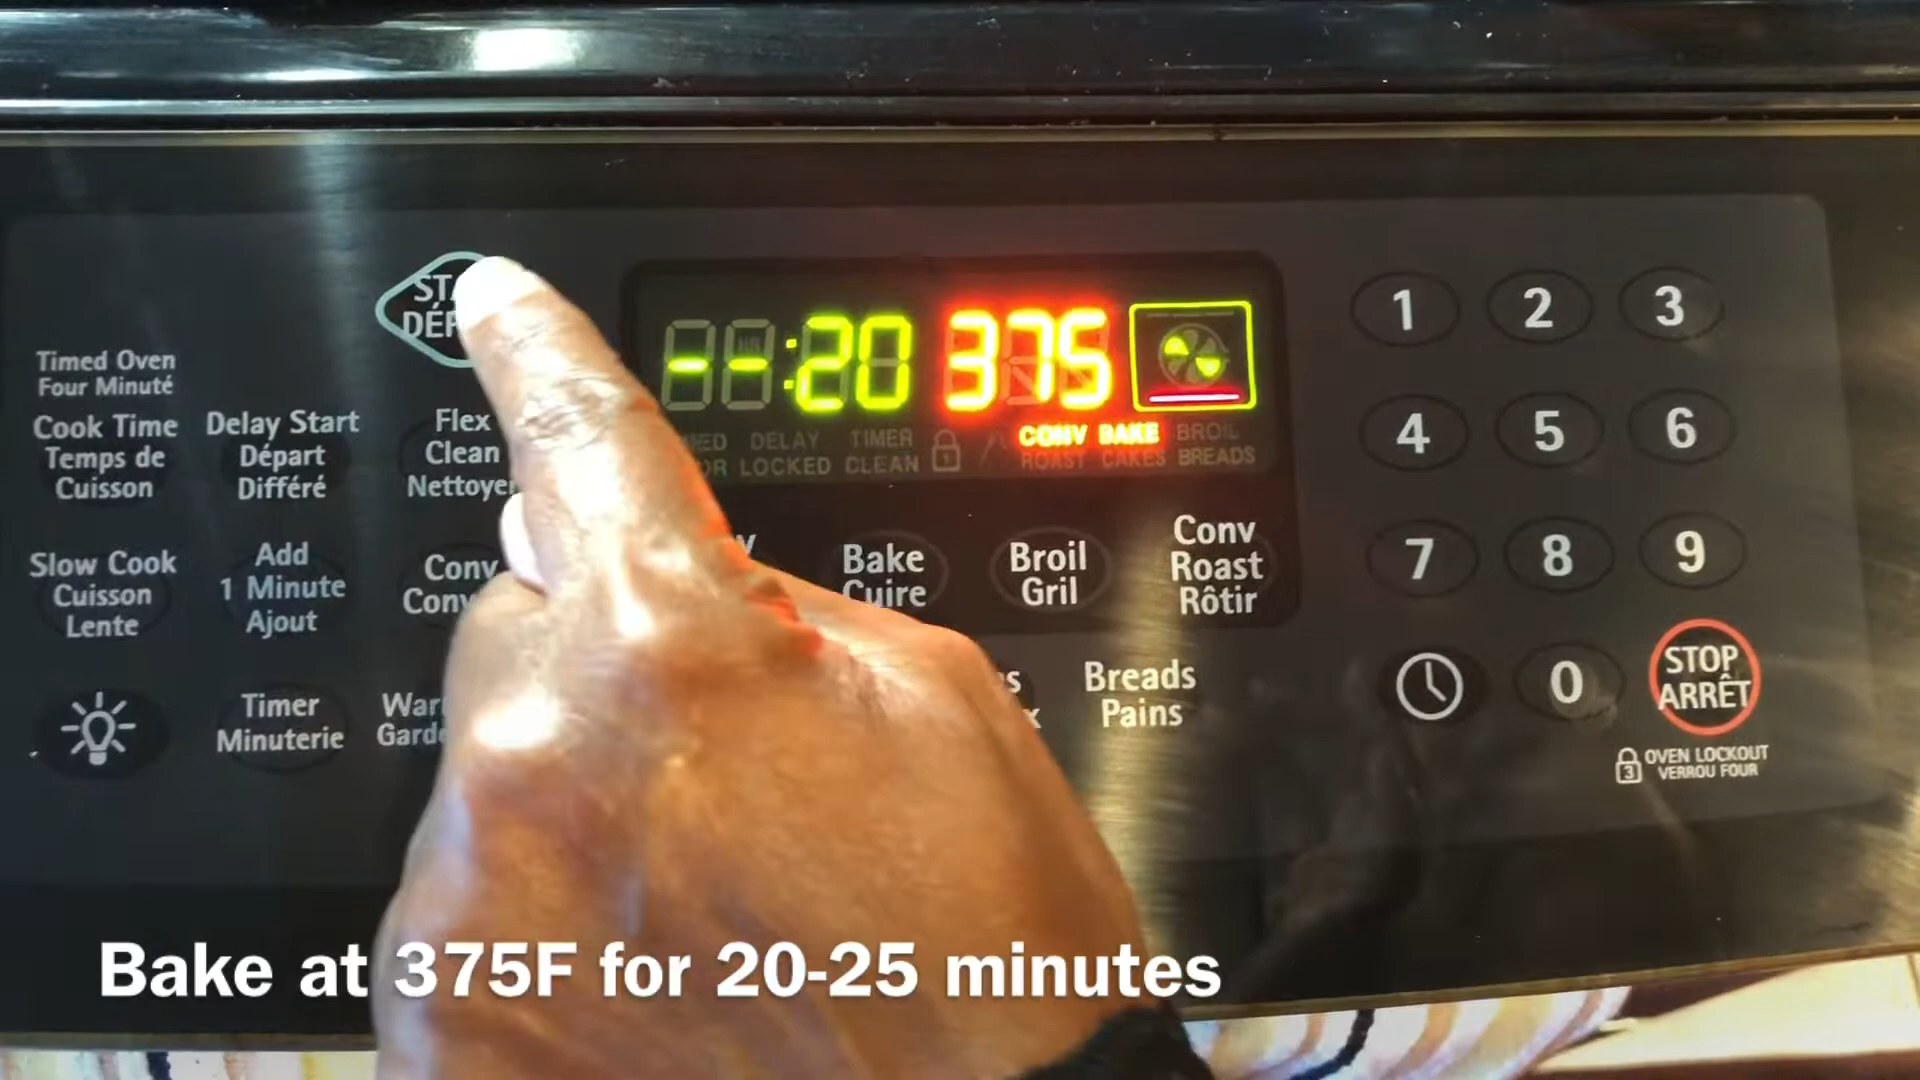 Timed Oven
Four Minuté
Cook Time
Temps de
Cuisson
Delay Start
Départ
Différé
Flex
Clean
--:20 375
DELAY TIMER
LOCKED CLEAN
CONV BAKE BROIL
ROAST CAKES BREADS
Slow Cook
Cuisson
Lente
Add
1 Minute
Ajout
Conv
Bake
Cuire
Broil
Gril
Conv
Roast
Rôtir
Timer
Minuterie
Breads
Pains
1 2 3
4 5 6
7 8 9
0
STOP
ARRÊT
3 OVEN LOCKOUT
VERROU FOUR
Bake at 375F for 20-25 minutes